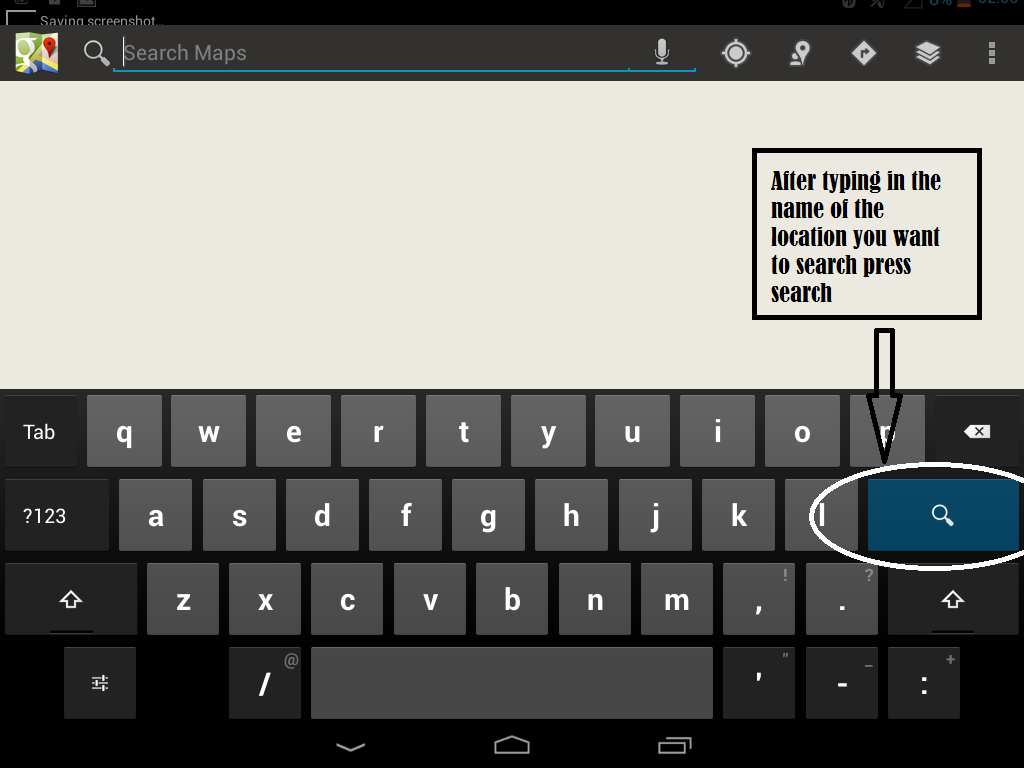 Saving screenshot...
Search Maps
After typing in the
name of the
location you want
to search press
search
Tab q w e r t y u i o p
?123 a s d f g h j k l
z x c v b n m , ! . ?
/ @ ' " - _ : +